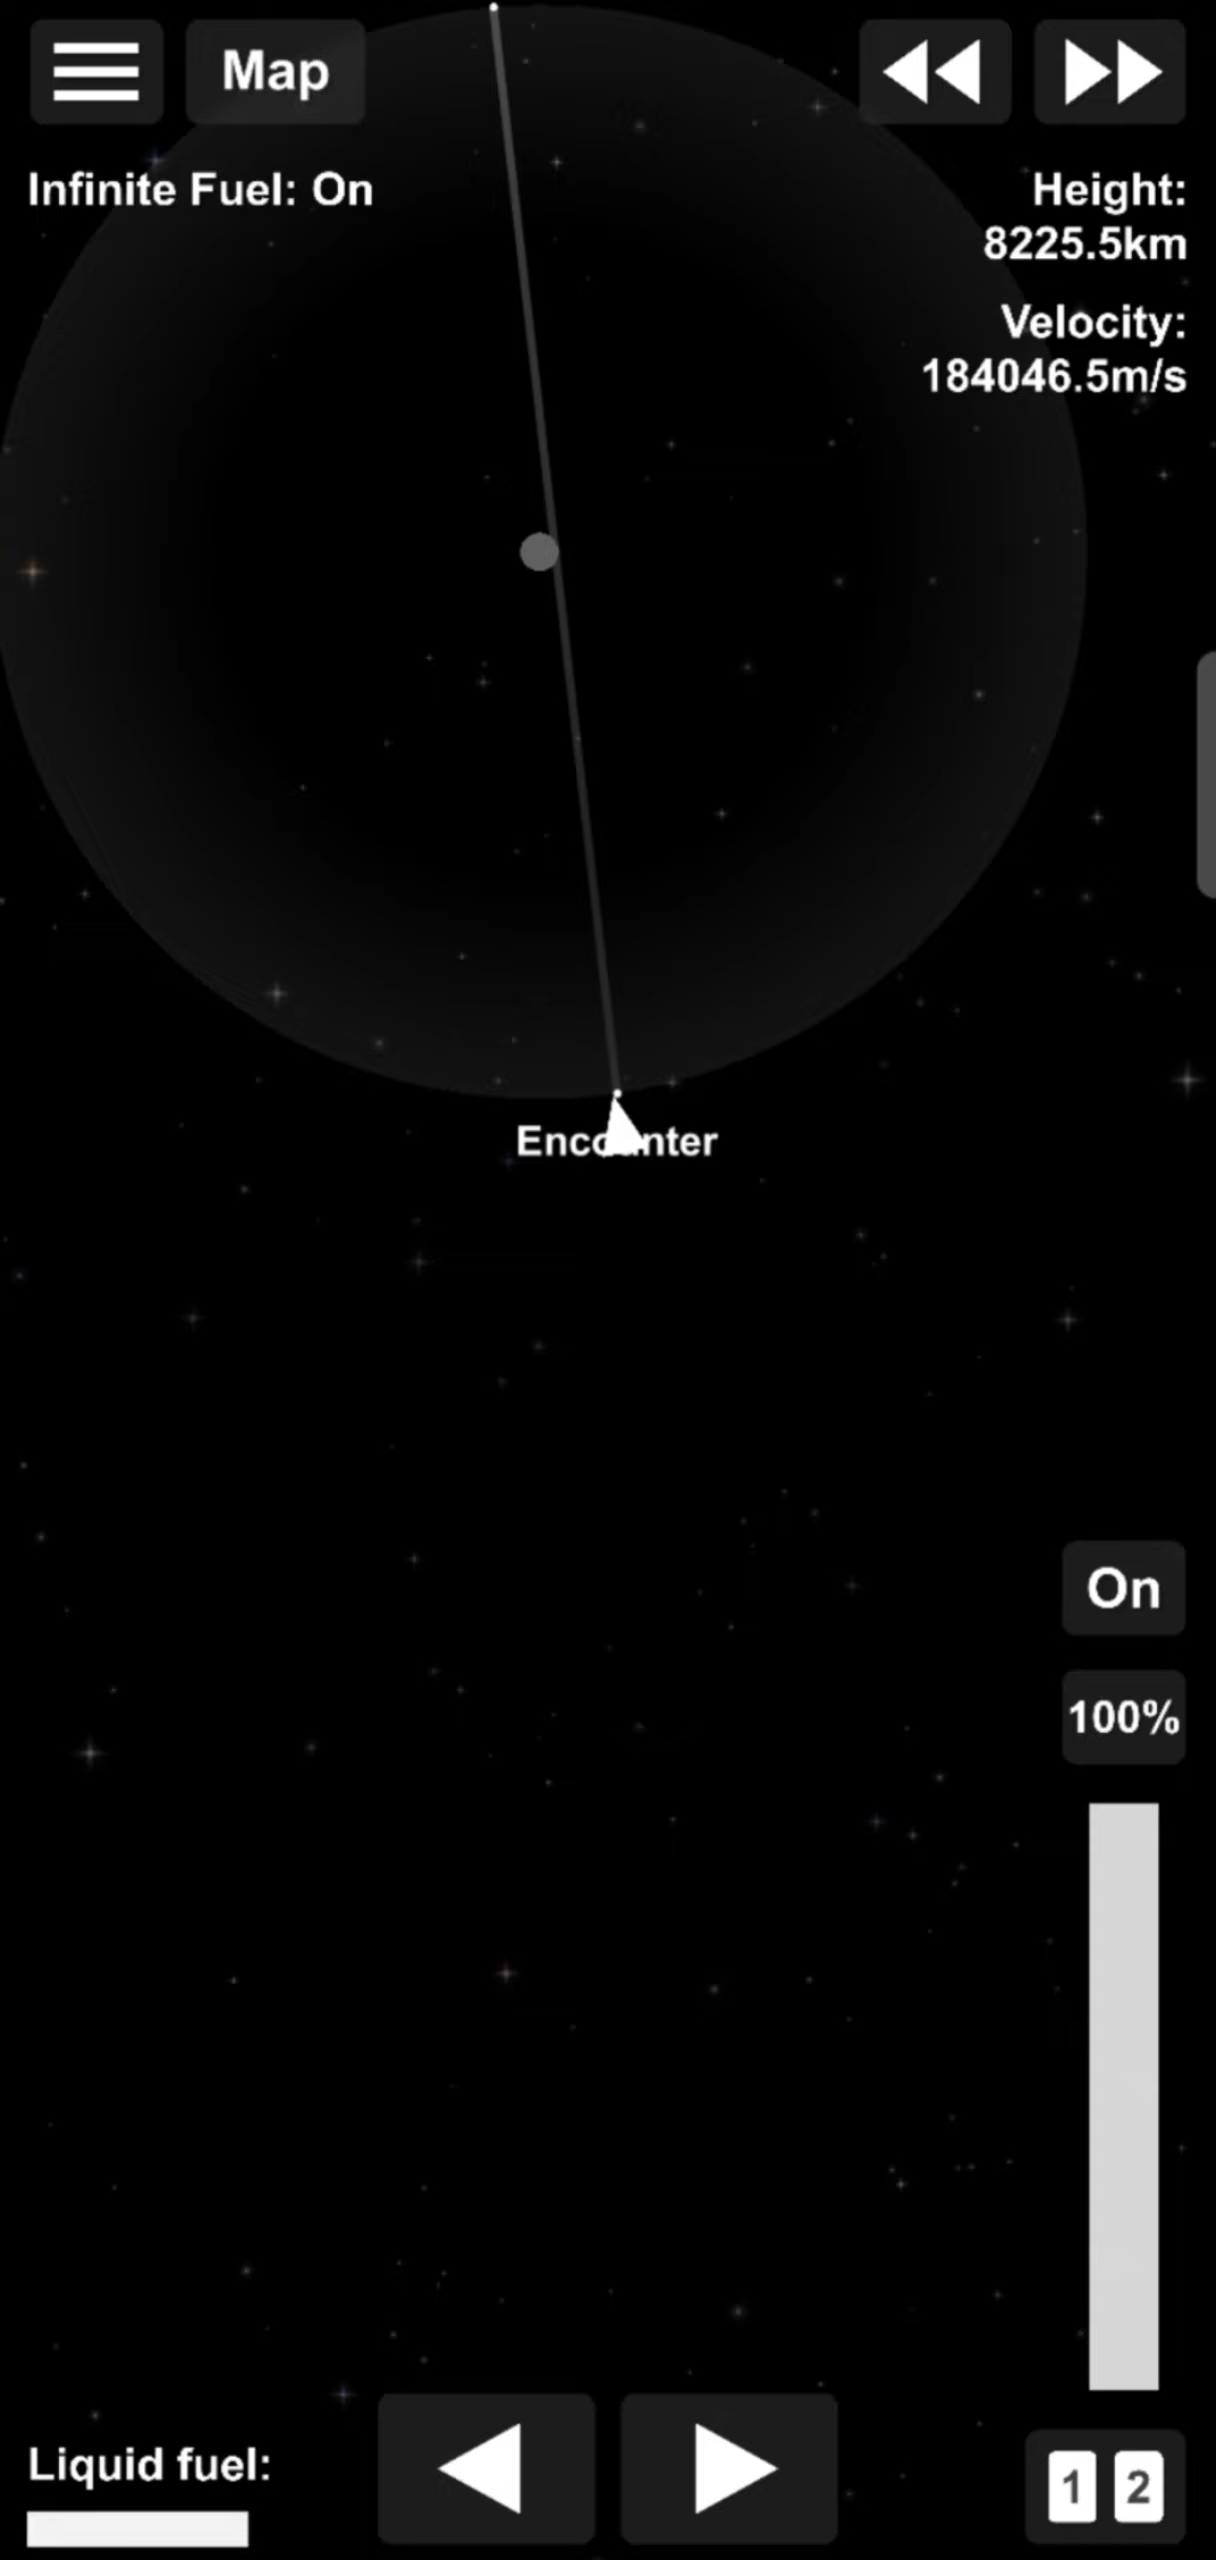 Map
Infinite Fuel: On
Height:
8225.5km
Velocity:
184046.5m/s
Encounter
On
100%
Liquid fuel:
1 2